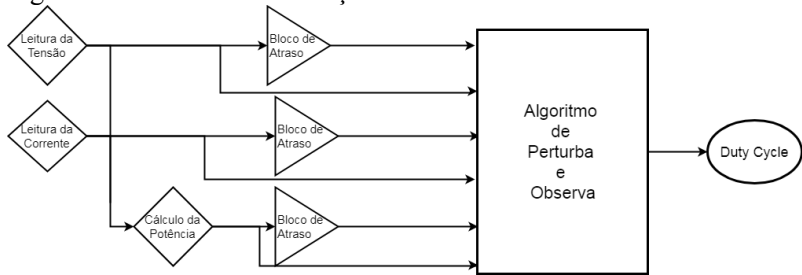 Leitura da
Tensão
Bloco de
Atraso
Leitura da
Corrente
Bloco de
Atraso
Cálculo da
Potência
Bloco de
Atraso
Algoritmo
de
Perturba
e
Observa
Duty Cycle